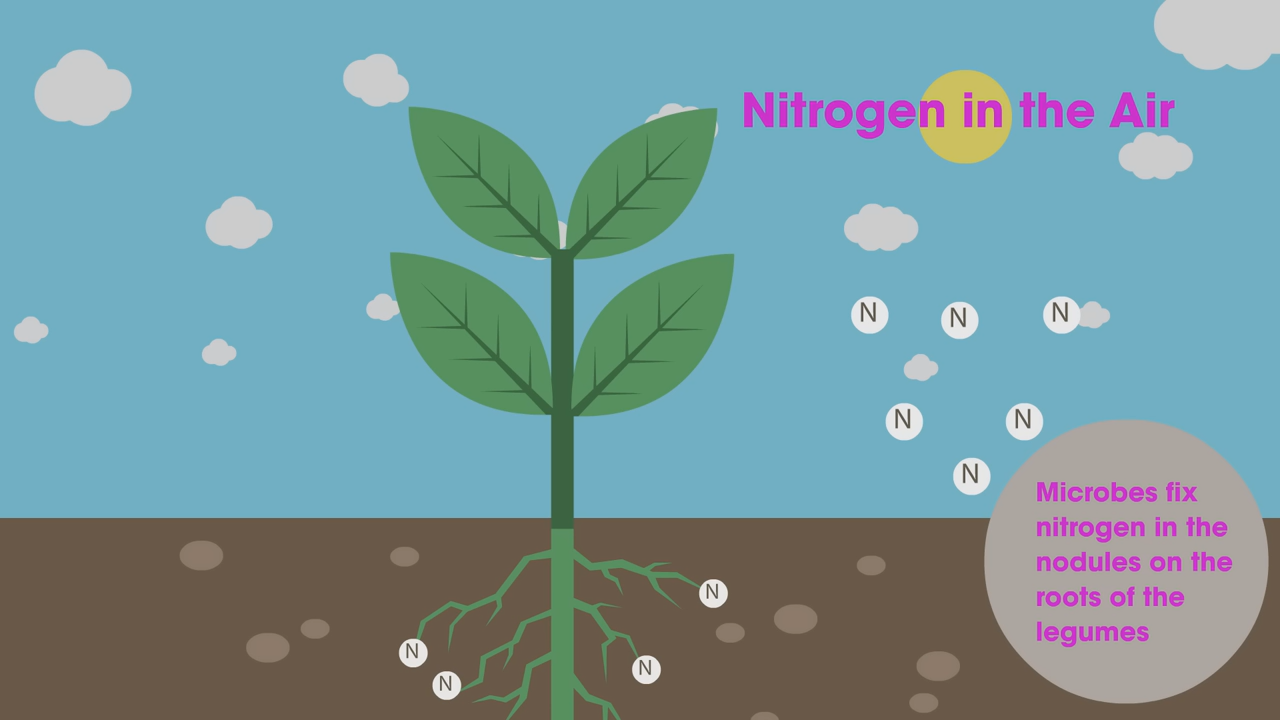 Nitrogen in the Air
N
N
N
N
N
N
Microbes fix
nitrogen in the
nodules on the
roots of the
legumes
N
N
N
N